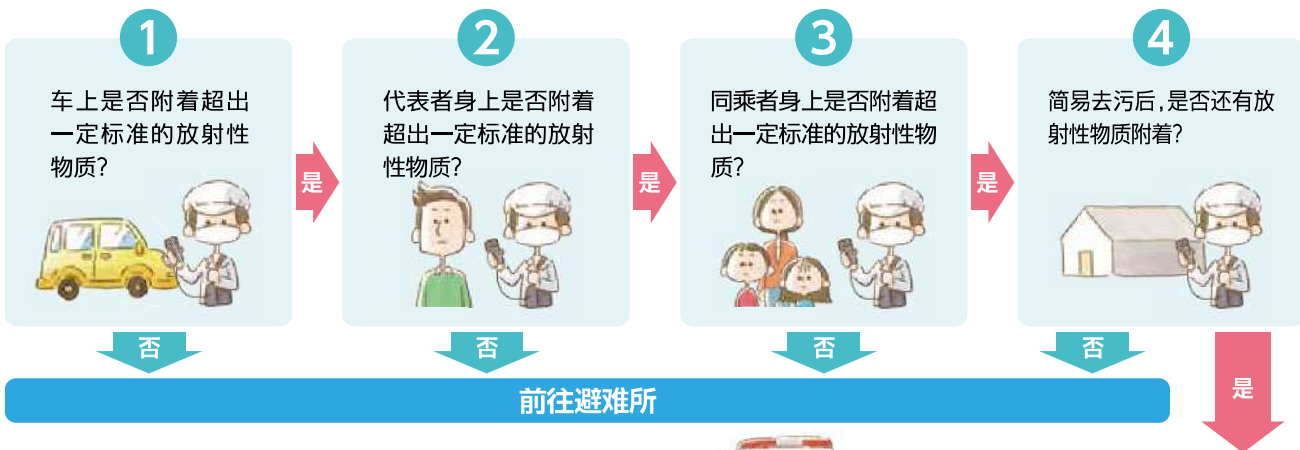 1
车上是否附着超出
一定标准的放射性
物质?
是
2
代表者身上是否附着
超出一定标准的放射
性物质?
是
3
同乘者身上是否附着超
出一定标准的放射性物
质?
是
4
简易去污后,是否还有放
射性物质附着?
否
否
否
否
是
前往避难所